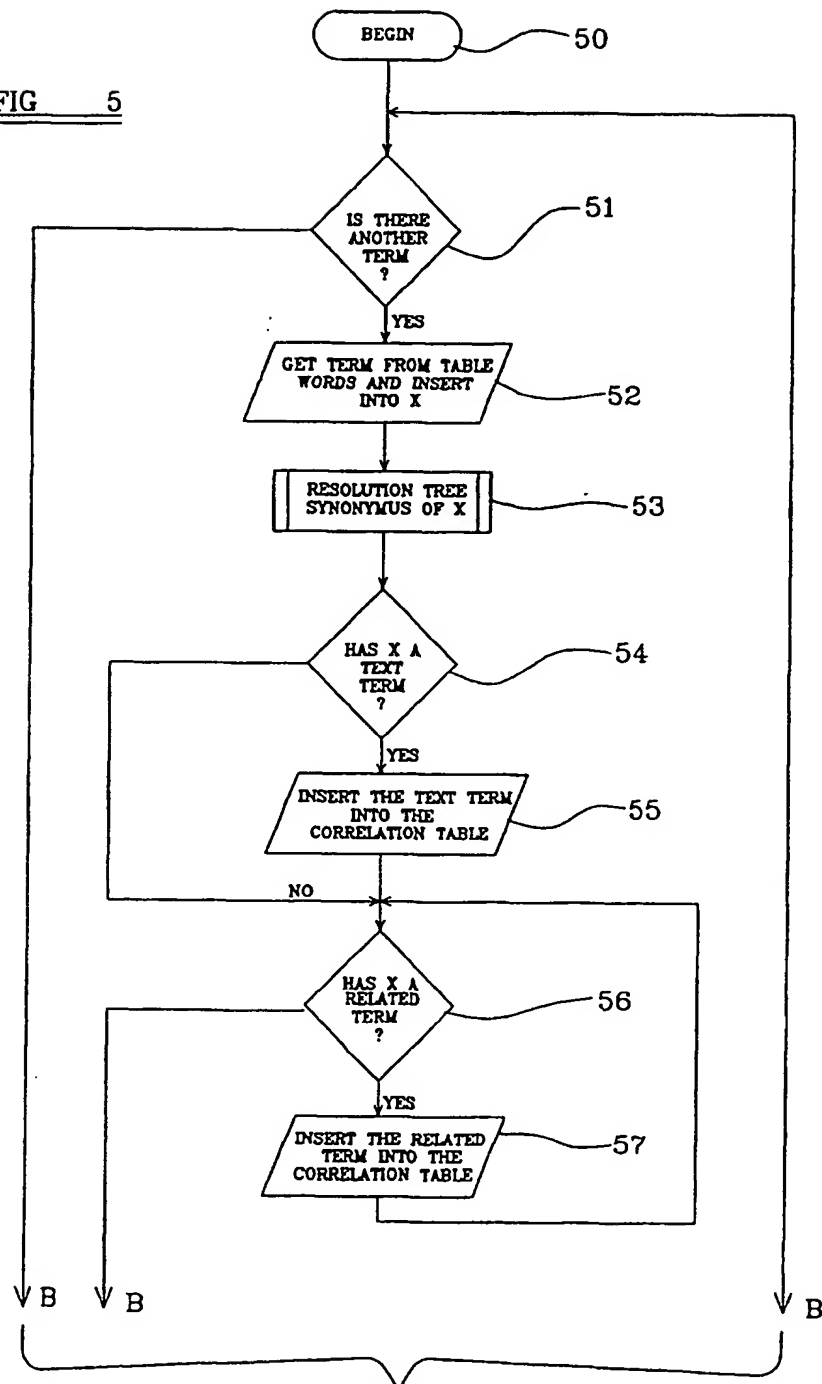 FIG 5
BEGIN
50
IS THERE
ANOTHER
TERM
?
51
YES
GET TERM FROM TABLE
WORDS AND INSERT
INTO X
52
RESOLUTION TREE
SYNONYMUS OF X
53
HAS X A
TEXT
TERM
?
54
YES
INSERT THE TEXT TERM
INTO THE
CORRELATION TABLE
55
NO
HAS X A
RELATED
TERM
?
56
YES
INSERT THE RELATED
TERM INTO THE
CORRELATION TABLE
57
B
B
B